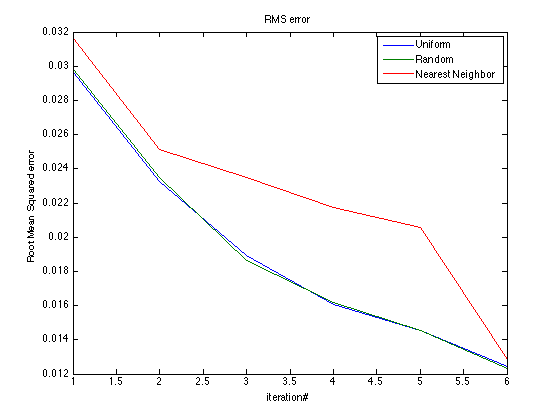 RMS error
0.032
0.03
0.028
0.026
0.024
0.022
0.02
0.018
0.016
0.014
0.012
Root Mean Squared error
Uniform
Random
Nearest Neighbor
1 1.5 2 2.5 3 3.5 4 4.5 5 5.5 6
iteration#